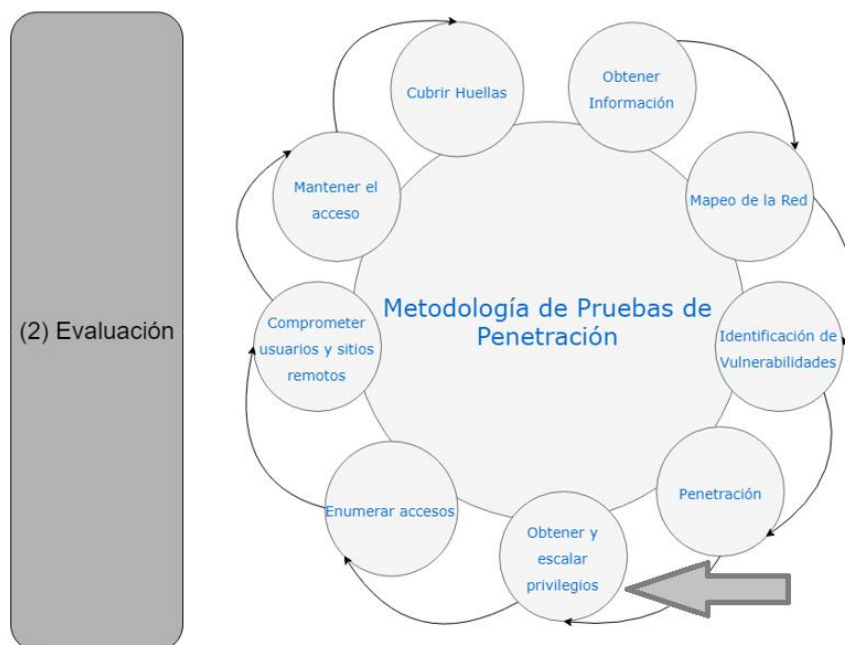 (2) Evaluación
Metodología de Pruebas de
Penetración
Obtener
Información
Mapeo de la Red
Identificación de
Vulnerabilidades
Penetración
Obtener y
escalar
privilegios
Enumerar accesos
Comprometer
usuarios y sitios
remotos
Mantener el
acceso
Cubrir Huellas